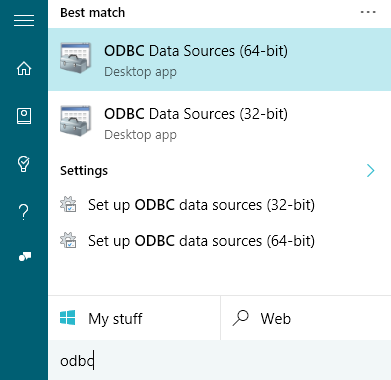 Best match
ODBC Data Sources (64-bit)
Desktop app
ODBC Data Sources (32-bit)
Desktop app
Settings
Set up ODBC data sources (32-bit)
Set up ODBC data sources (64-bit)
My stuff
Web
odbc